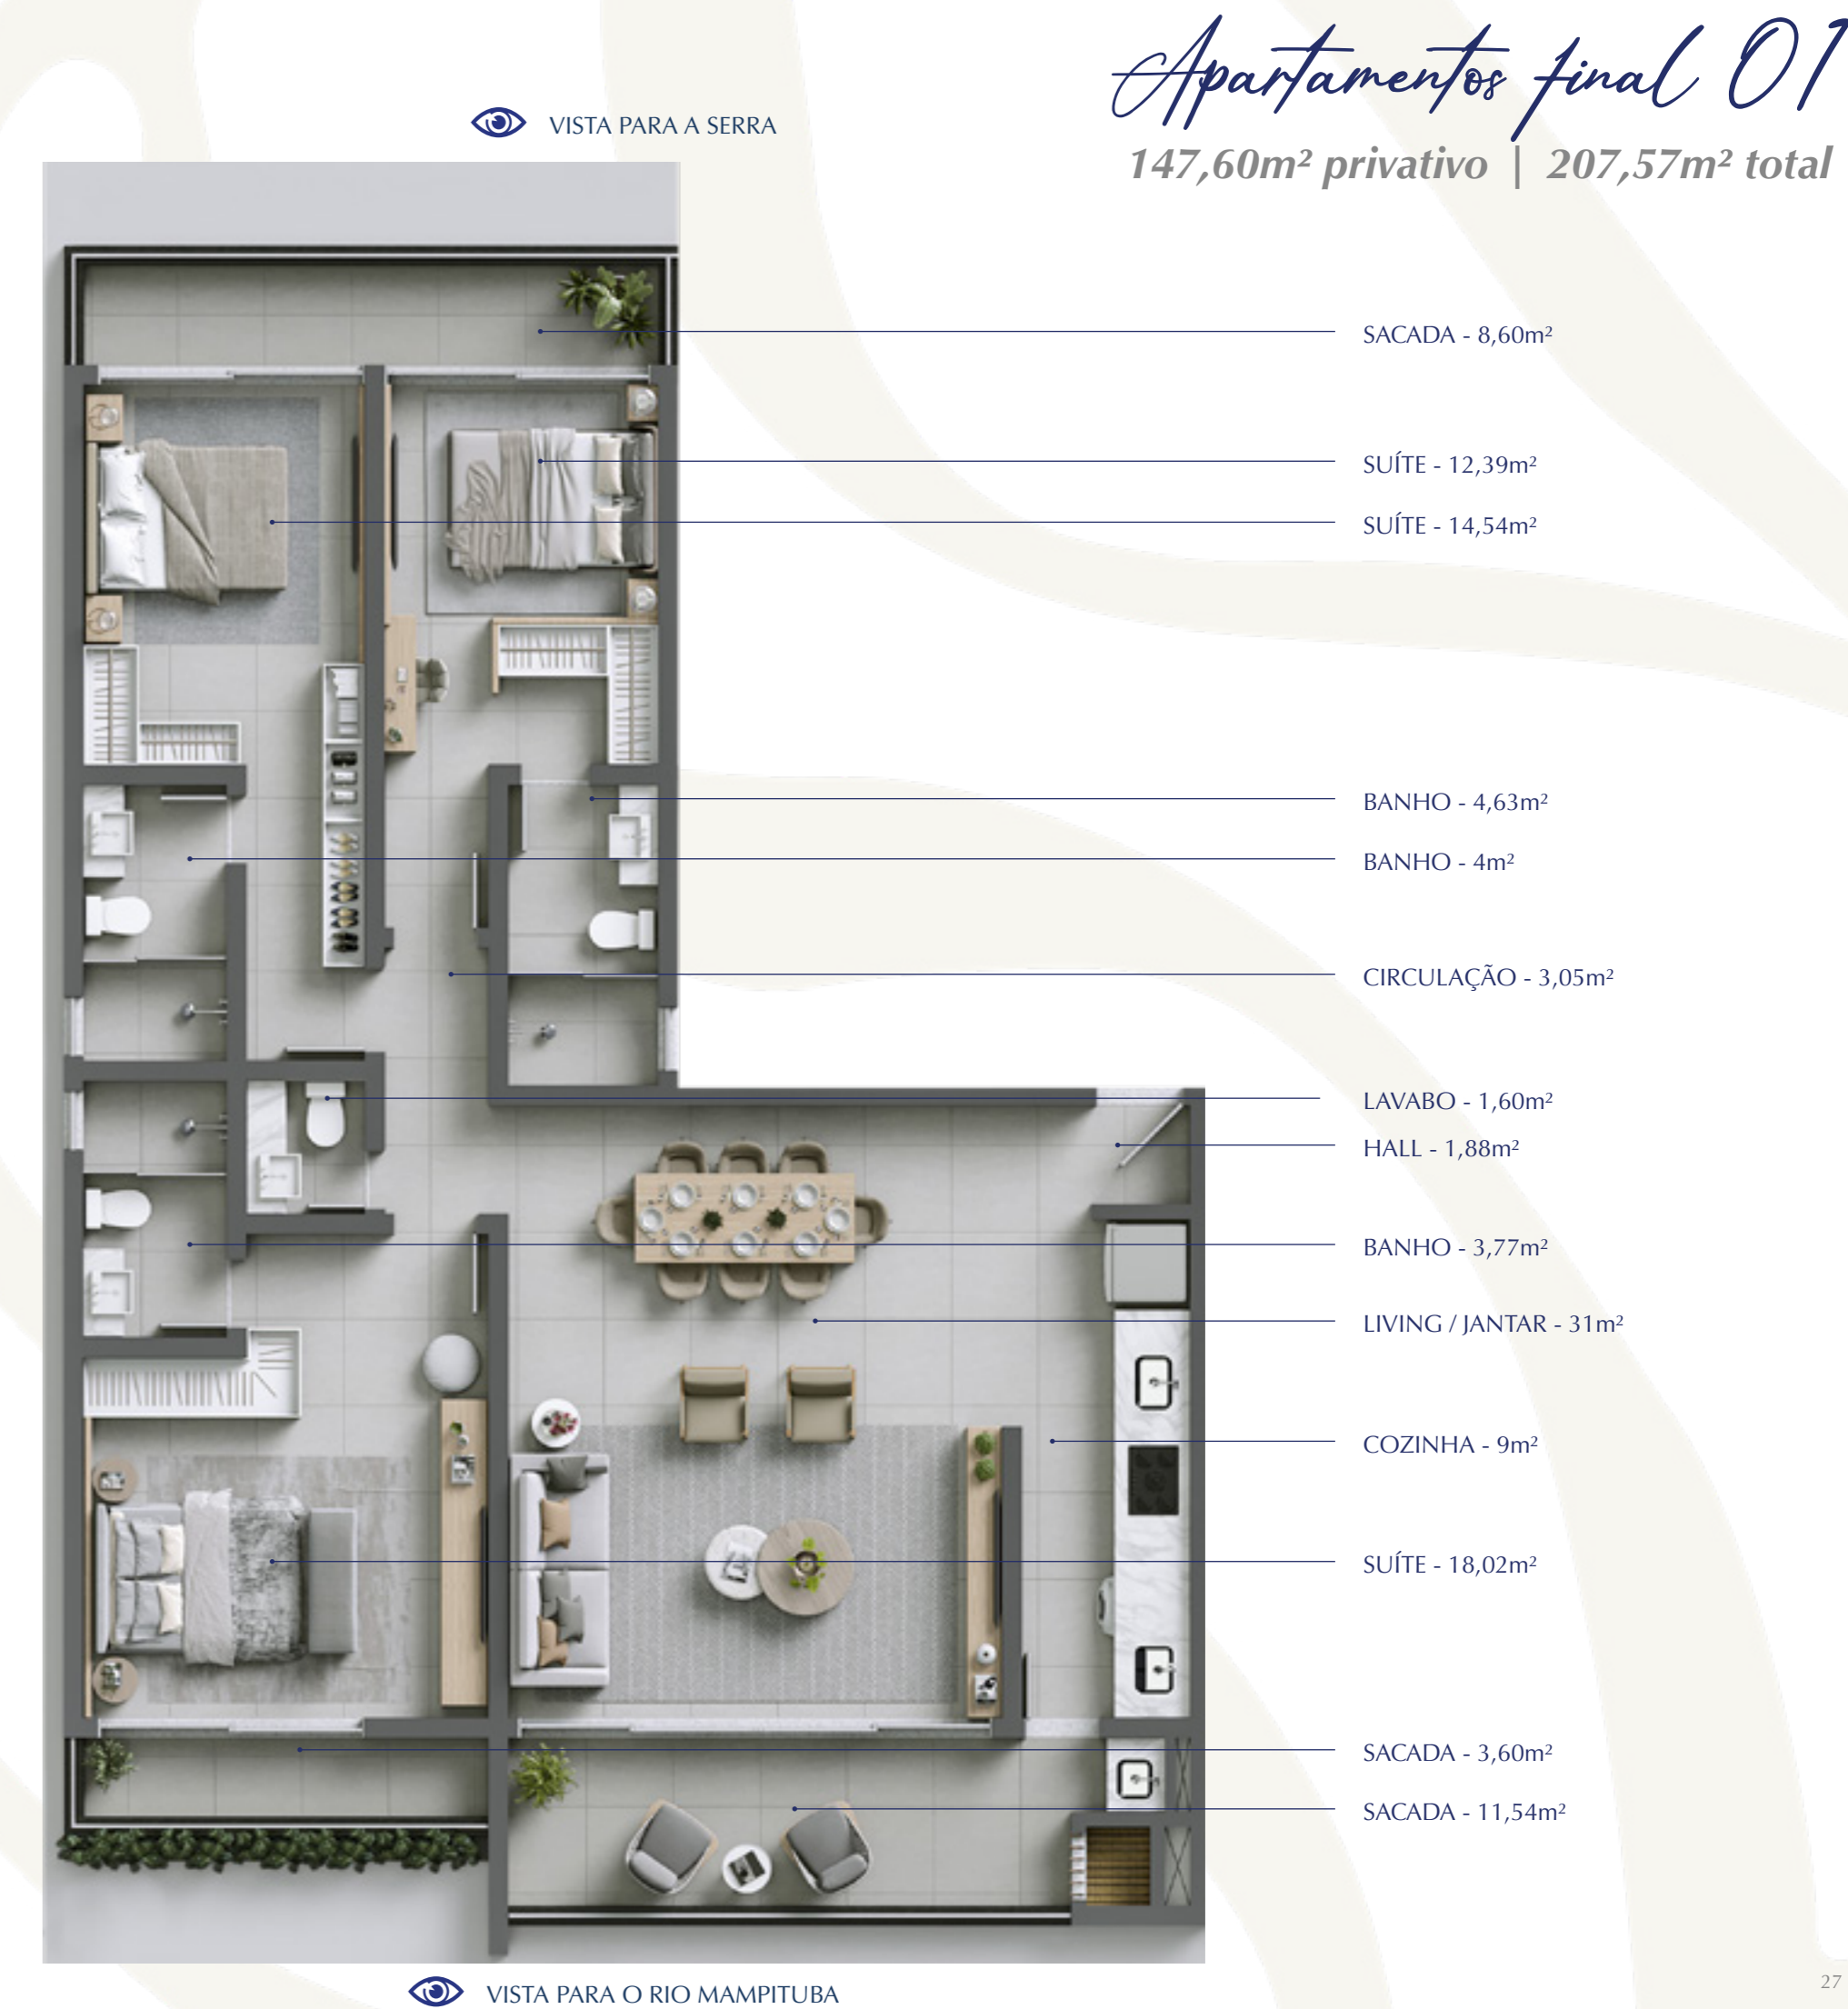 Apartamentos final 01
147,60m² privativo | 207,57m² total
VISTA PARA A SERRA
SACADA - 8,60m²
SUÍTE - 12,39m²
SUÍTE - 14,54m²
BANHO - 4,63m²
BANHO - 4m²
CIRCULAÇÃO - 3,05m²
LAVABO - 1,60m²
HALL - 1,88m²
BANHO - 3,77m²
LIVING / JANTAR - 31m²
COZINHA - 9m²
SUÍTE - 18,02m²
SACADA - 3,60m²
SACADA - 11,54m²
VISTA PARA O RIO MAMPITUBA
27